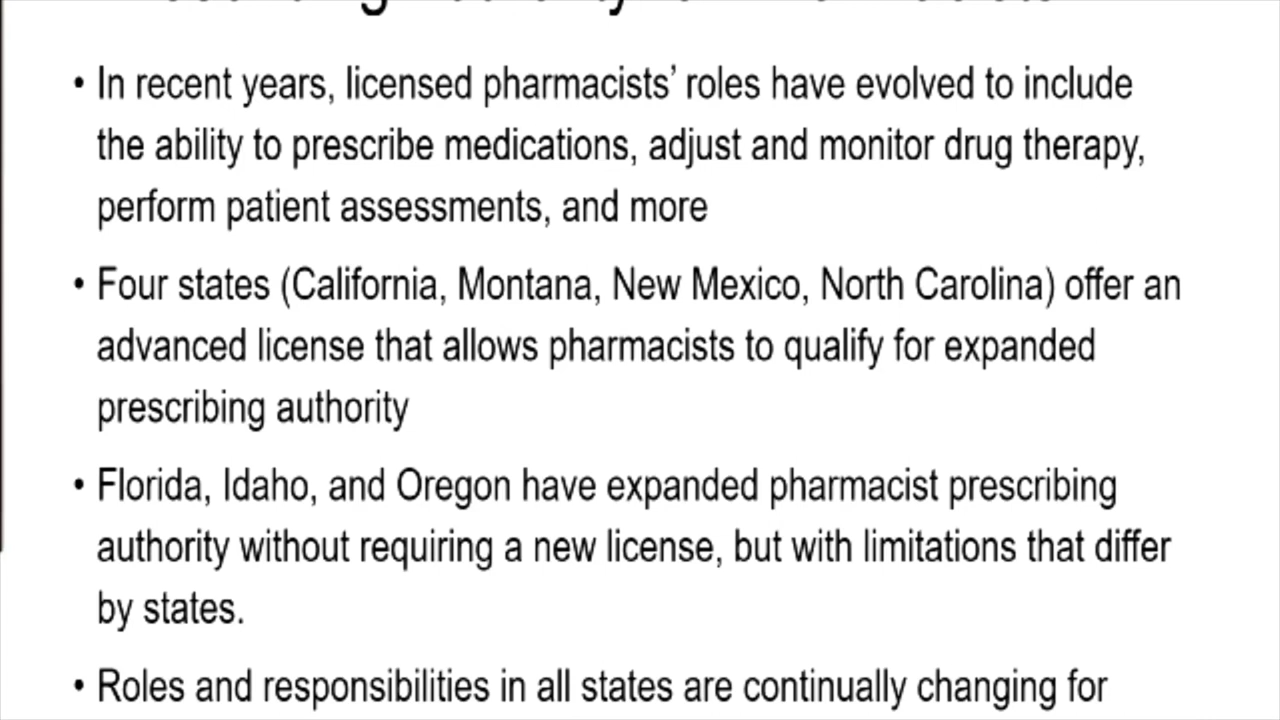 • In recent years, licensed pharmacists’ roles have evolved to include
the ability to prescribe medications, adjust and monitor drug therapy,
perform patient assessments, and more
• Four states (California, Montana, New Mexico, North Carolina) offer an
advanced license that allows pharmacists to qualify for expanded
prescribing authority
• Florida, Idaho, and Oregon have expanded pharmacist prescribing
authority without requiring a new license, but with limitations that differ
by states.
• Roles and responsibilities in all states are continually changing for